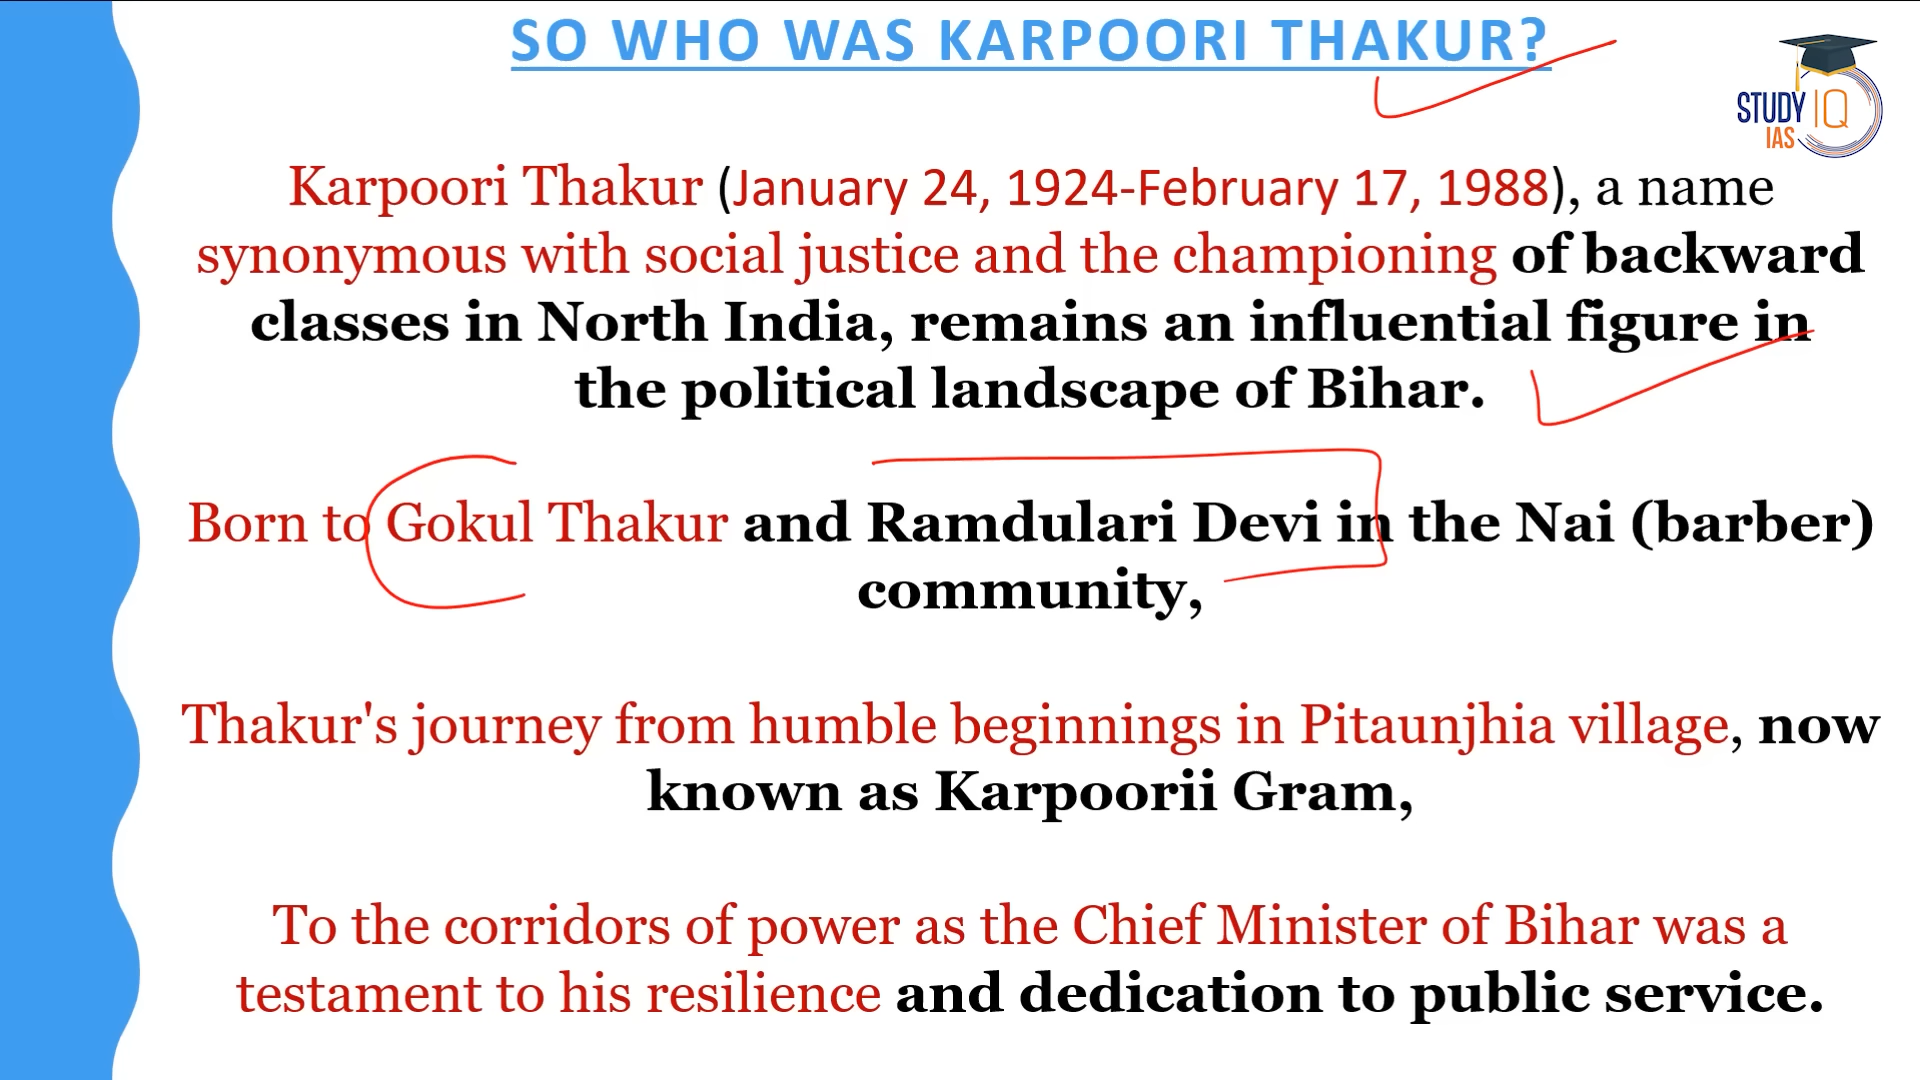 SO WHO WAS KARPOORI THAKUR?
STUDY IQ
IAS
Karpoori Thakur (January 24, 1924-February 17, 1988), a name
synonymous with social justice and the championing of backward
classes in North India, remains an influential figure in
the political landscape of Bihar.
Born to Gokul Thakur and Ramdulari Devi in the Nai (barber)
community,
Thakur's journey from humble beginnings in Pitaunjhia village, now
known as Karpoorii Gram,
To the corridors of power as the Chief Minister of Bihar was a
testament to his resilience and dedication to public service.